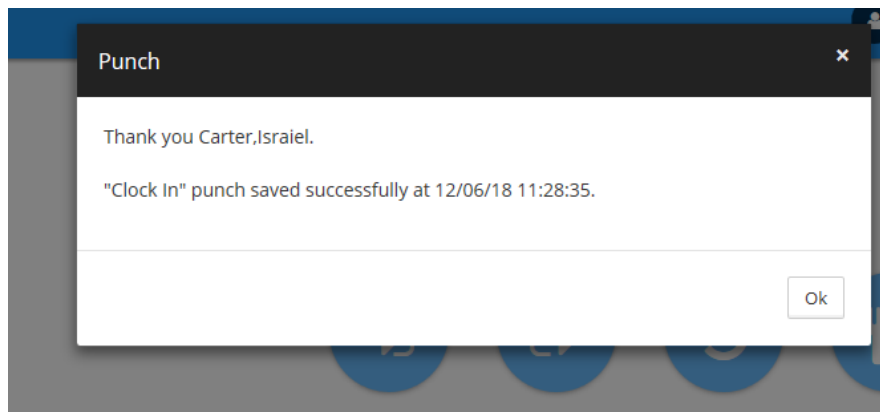 Punch ×
Thank you Carter,Israiel.
"Clock In" punch saved successfully at 12/06/18 11:28:35.
Ok